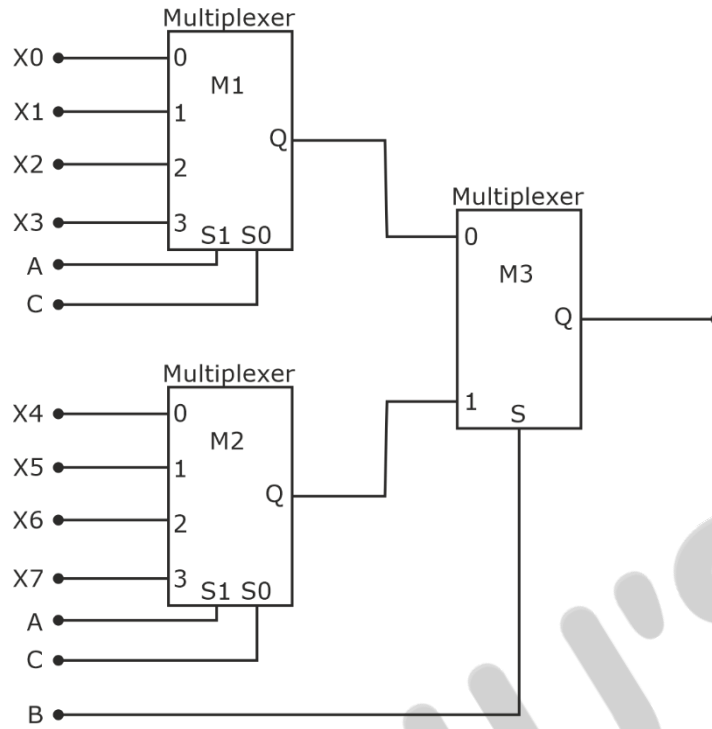 Multiplexer
X0
0
M1
X1
1
Q
X2
2
X3
3
S1 S0
A
C
Multiplexer
0
M3
Q
1
S
Multiplexer
X4
0
M2
X5
1
Q
X6
2
X7
3
S1 S0
A
C
B